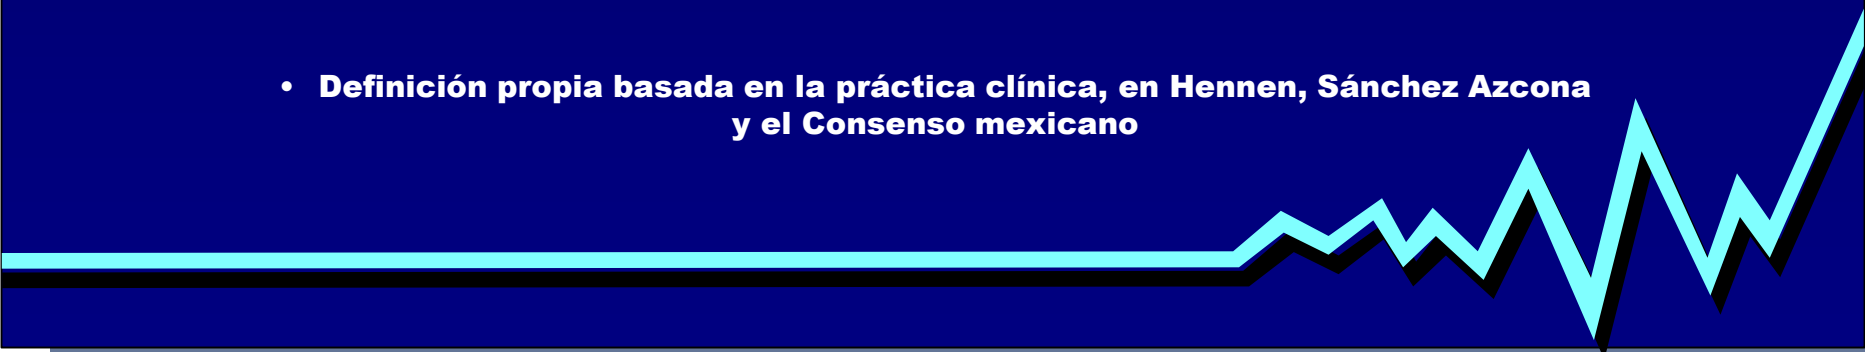 • Definición propia basada en la práctica clínica, en Hennen, Sánchez Azcona
y el Consenso mexicano